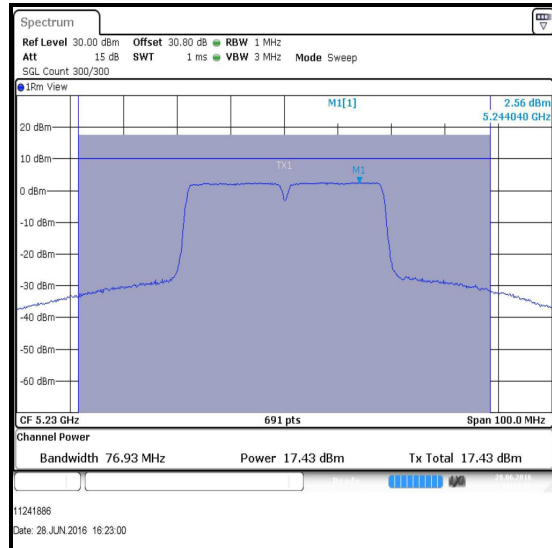 Spectrum
Ref Level 30.00 dBm Offset 30.80 dB RBW 1 MHz
Att 15 dB SWT 1 ms VBW 3 MHz Mode Sweep
SGL Count 300/300
1Rm View
M1[1] 2.56 dBm
5.244040 GHz
20 dBm
10 dBm
TX1
M1
0 dBm
-10 dBm
-20 dBm
-30 dBm
-40 dBm
-50 dBm
-60 dBm
CF 5.23 GHz 691 pts Span 100.0 MHz
Channel Power
Bandwidth 76.93 MHz Power 17.43 dBm Tx Total 17.43 dBm
28.06.2016
11241886
Date: 28.JUN.2016 16:23:00